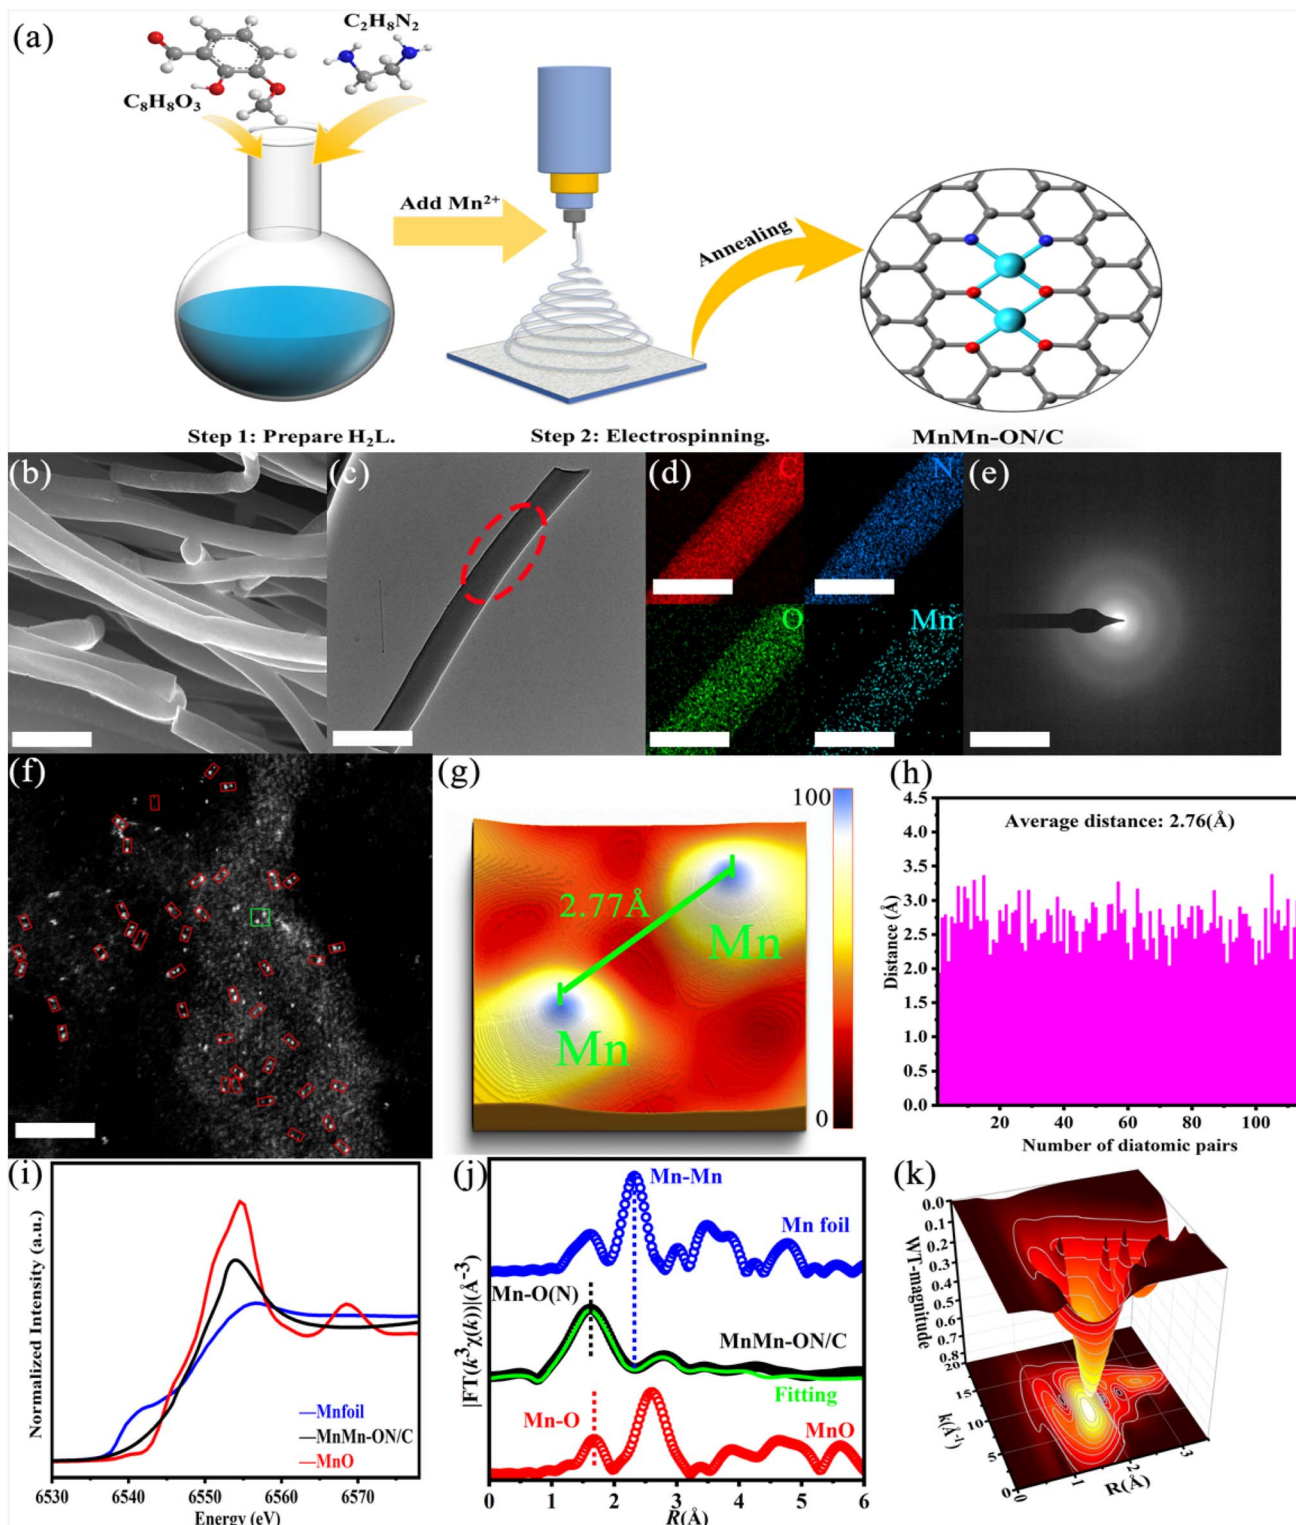 (a)
C₂H₈N₂
C₈H₈O₃
Add Mn²⁺
Annealing
Step 1: Prepare H₂L.
Step 2: Electrospinning.
MnMn-ON/C
(b)
(c)
(d)
C
N
O
Mn
(e)
(f)
(g)
100
2.77Å
Mn
Mn
0
(h)
Average distance: 2.76(Å)
4.5
4.0
3.5
3.0
2.5
2.0
1.5
1.0
0.5
0.0
Distance (Å)
20 40 60 80 100
Number of diatomic pairs
(i)
Normalized Intensity (a.u.)
Mnfoil
MnMn-ON/C
MnO
6530 6540 6550 6560 6570
Energy (eV)
(j)
Mn-Mn
Mn foil
Mn-O(N)
MnMn-ON/C
Fitting
Mn-O
MnO
|FT(k³χ(k))|(Å⁻³)
0 1 2 3 4 5 6
R(Å)
(k)
0.0
0.1
0.2
0.3
0.4
0.5
0.6
0.7
0.8
WT-magnitude
20
15
10
5
0
k(Å⁻¹)
0 1 2 3
R(Å)